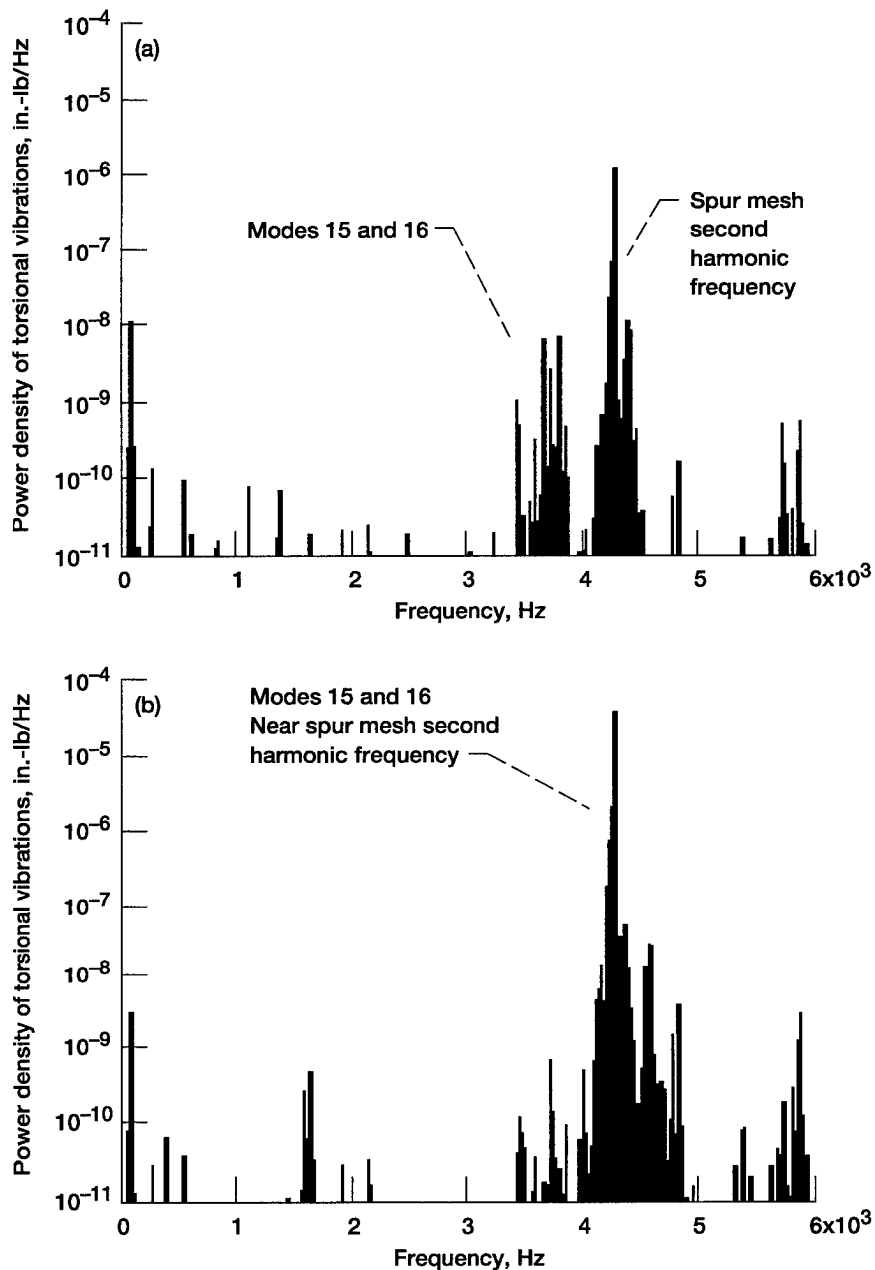 (a)
Power density of torsional vibrations, in.-lb/Hz
10⁻⁴
10⁻⁵
10⁻⁶
10⁻⁷
10⁻⁸
10⁻⁹
10⁻¹⁰
10⁻¹¹
Modes 15 and 16
Spur mesh
second
harmonic
frequency
0 1 2 3 4 5 6x10³
Frequency, Hz
(b)
Power density of torsional vibrations, in.-lb/Hz
10⁻⁴
10⁻⁵
10⁻⁶
10⁻⁷
10⁻⁸
10⁻⁹
10⁻¹⁰
10⁻¹¹
Modes 15 and 16
Near spur mesh second
harmonic frequency
0 1 2 3 4 5 6x10³
Frequency, Hz